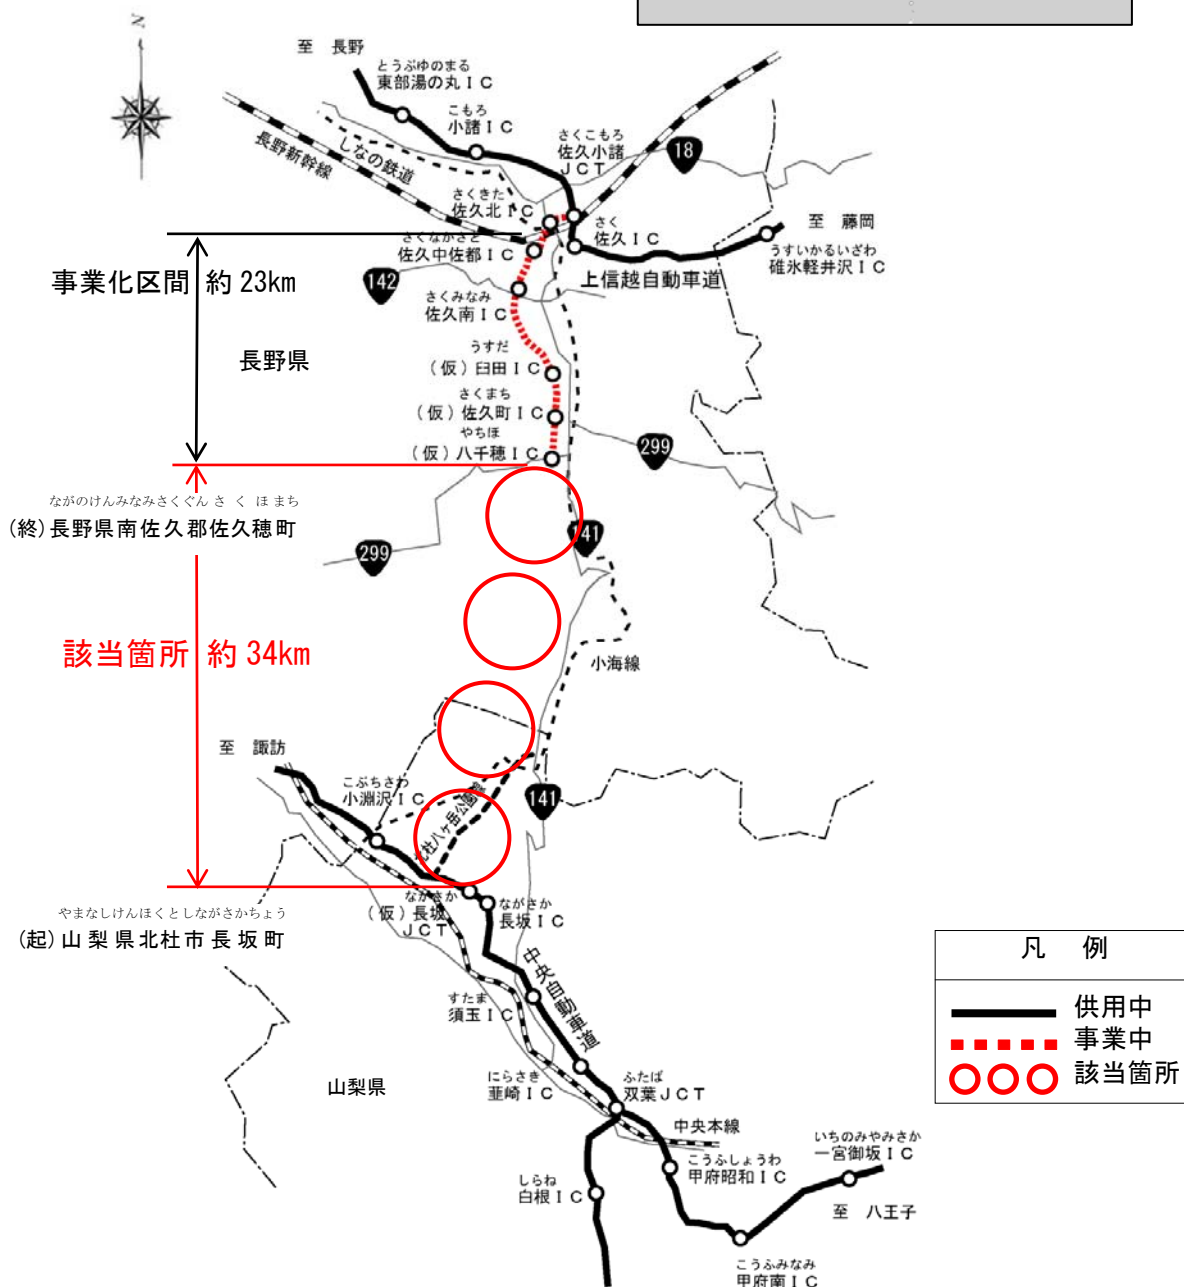 N
至 長野
とうぶゆのまる
東部湯の丸IC
こもろ
小諸IC
さくこもろ
佐久小諸
JCT
18
長野新幹線
しなの鉄道
さくきた
佐久北IC
さく
佐久IC
至 藤岡
うすいかるいざわ
碓氷軽井沢IC
さくなかさと
佐久中佐都IC
上信越自動車道
事業化区間 約23km
142
さくみなみ
佐久南IC
長野県
うすだ
(仮)臼田IC
さくまち
(仮)佐久町IC
やちほ
(仮)八千穂IC
299
ながのけんみなみさくぐんさくほまち
(終)長野県南佐久郡佐久穂町
141
299
該当箇所 約34km
小海線
至 諏訪
こぶちさわ
小淵沢IC
141
ながさか
(仮)長坂
JCT
ながさか
長坂IC
やまなしけんほくとしながさかちょう
(起)山梨県北杜市長坂町
中央自動車道
すたま
須玉IC
にらさき
韮崎IC
ふたば
双葉JCT
山梨県
中央本線
こうふしょうわ
甲府昭和IC
いちのみやみさか
一宮御坂IC
しらね
白根IC
至 八王子
こうふみなみ
甲府南IC
凡 例
供用中
事業中
該当箇所